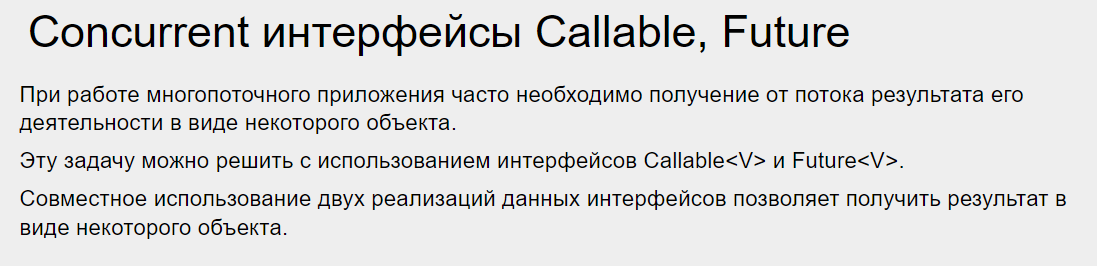 Concurrent интерфейсы Callable, Future
При работе многопоточного приложения часто необходимо получение от потока результата его
деятельности в виде некоторого объекта.
Эту задачу можно решить с использованием интерфейсов Callable<V> и Future<V>.
Совместное использование двух реализаций данных интерфейсов позволяет получить результат в
виде некоторого объекта.